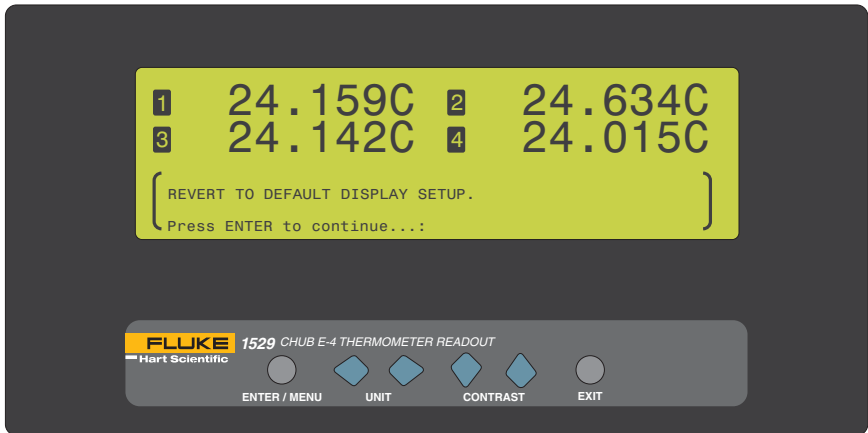 1 24.159C 2 24.634C
3 24.142C 4 24.015C
REVERT TO DEFAULT DISPLAY SETUP.
Press ENTER to continue...:
FLUKE 1529 CHUB E-4 THERMOMETER READOUT
Hart Scientific
ENTER / MENU UNIT CONTRAST EXIT